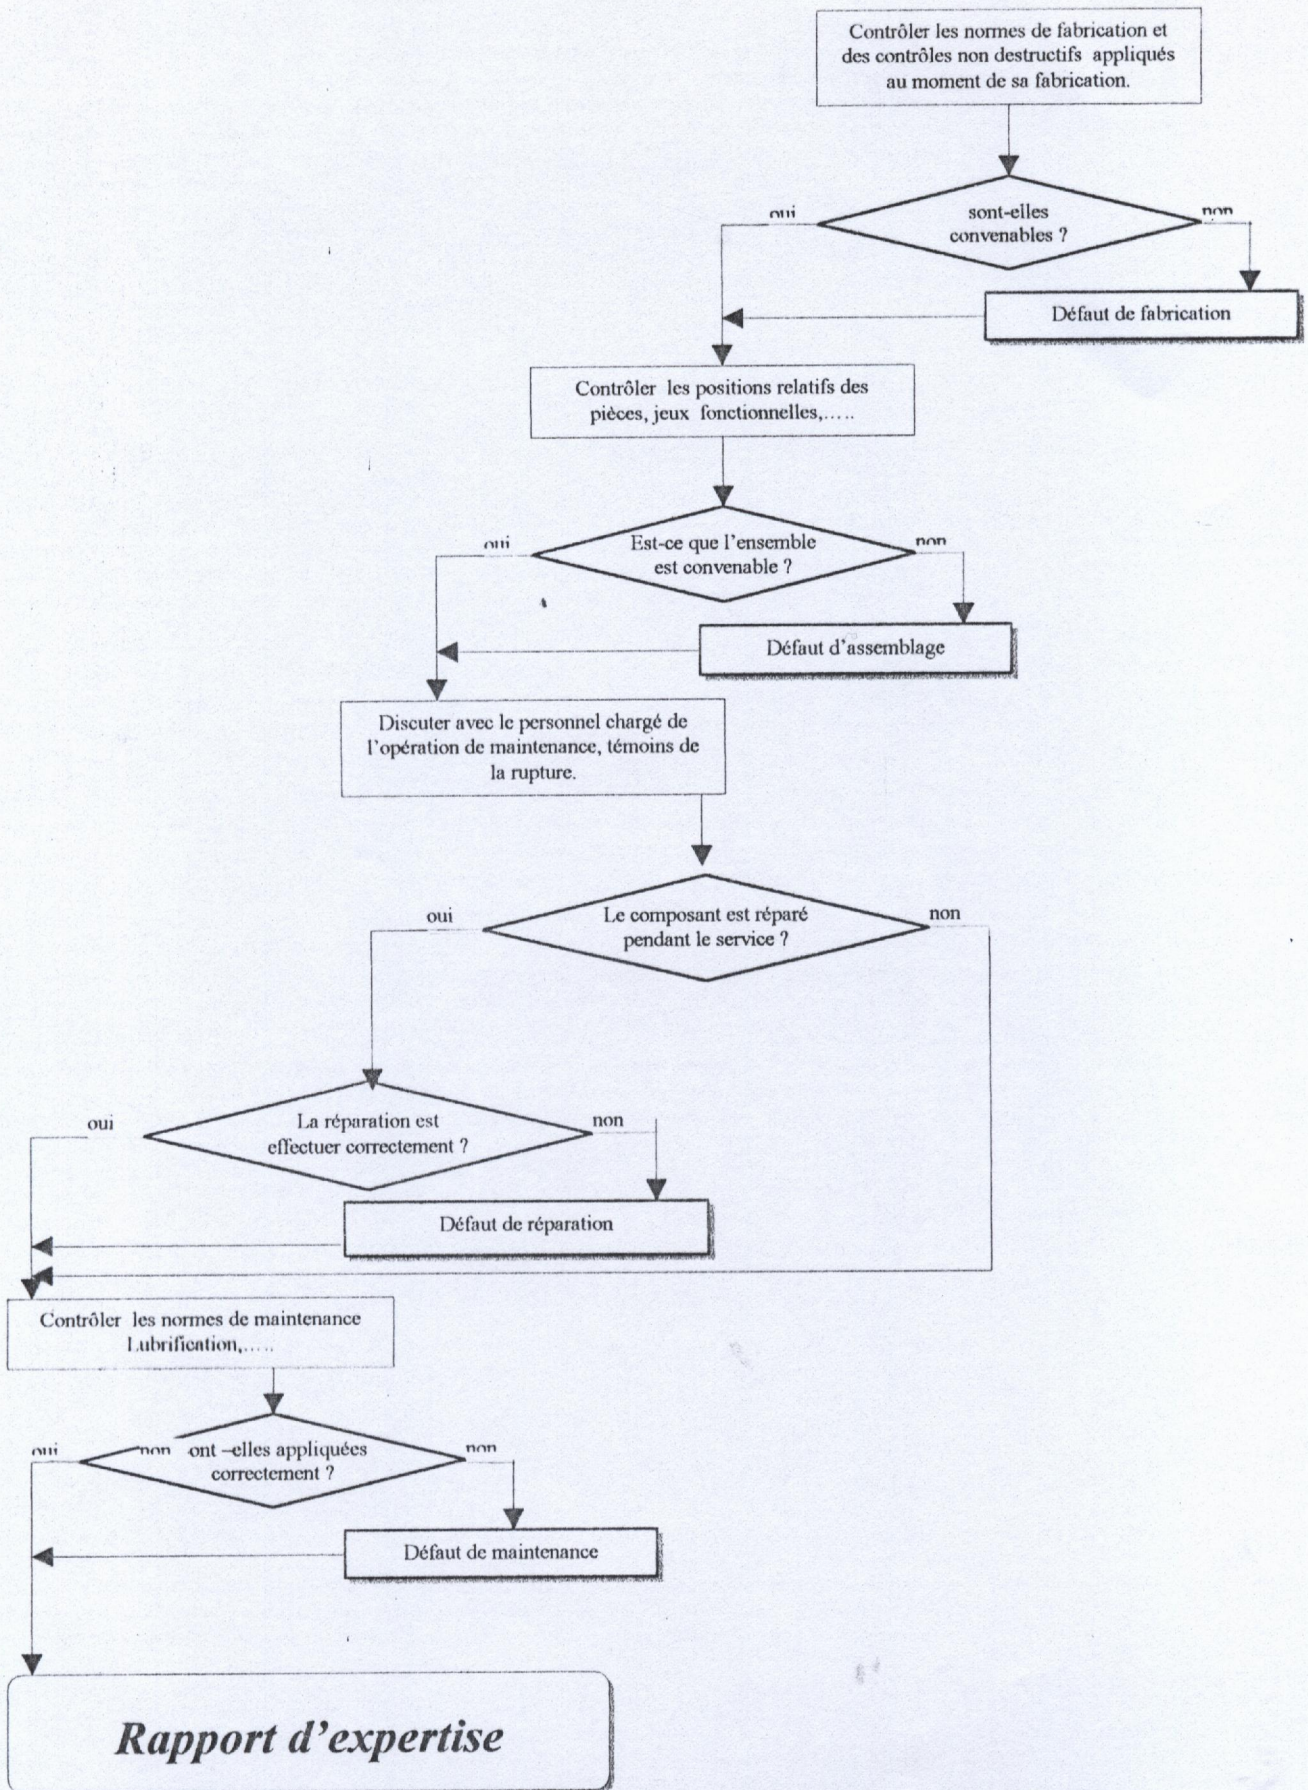 Contrôler les normes de fabrication et
des contrôles non destructifs appliqués
au moment de sa fabrication.
sont-elles
convenables ?
oui
non
Défaut de fabrication
Contrôler les positions relatifs des
pièces, jeux fonctionnelles,.....
Est-ce que l'ensemble
est convenable ?
oui
non
Défaut d'assemblage
Discuter avec le personnel chargé de
l'opération de maintenance, témoins de
la rupture.
Le composant est réparé
pendant le service ?
oui
non
La réparation est
effectuer correctement ?
oui
non
Défaut de réparation
Contrôler les normes de maintenance
Lubrification,.....
oui
non
ont –elles appliquées
correctement ?
non
Défaut de maintenance
Rapport d'expertise